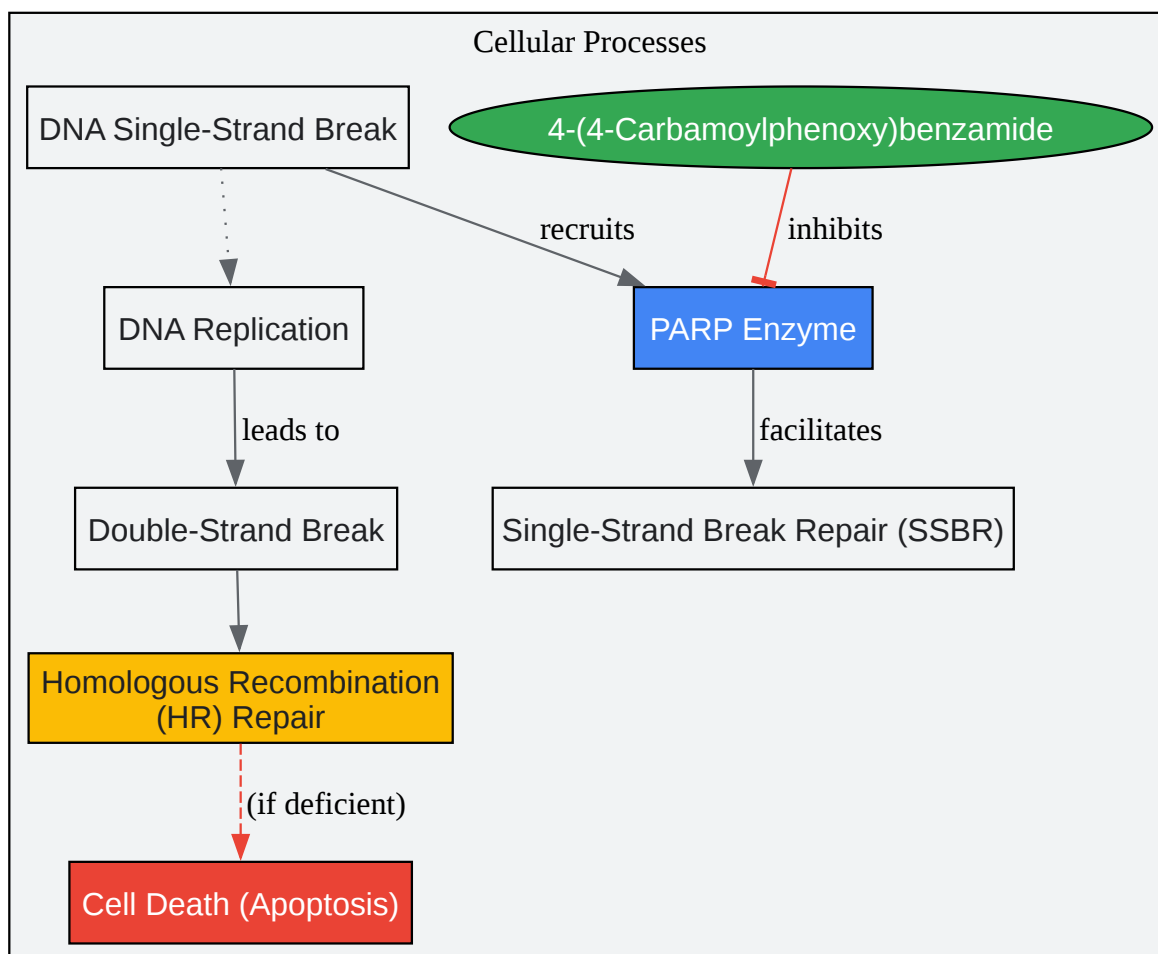 Cellular Processes
DNA Single-Strand Break
4-(4-Carbamoylphenoxy)benzamide
recruits
inhibits
DNA Replication
PARP Enzyme
leads to
facilitates
Double-Strand Break
Single-Strand Break Repair (SSBR)
Homologous Recombination
(HR) Repair
(if deficient)
Cell Death (Apoptosis)